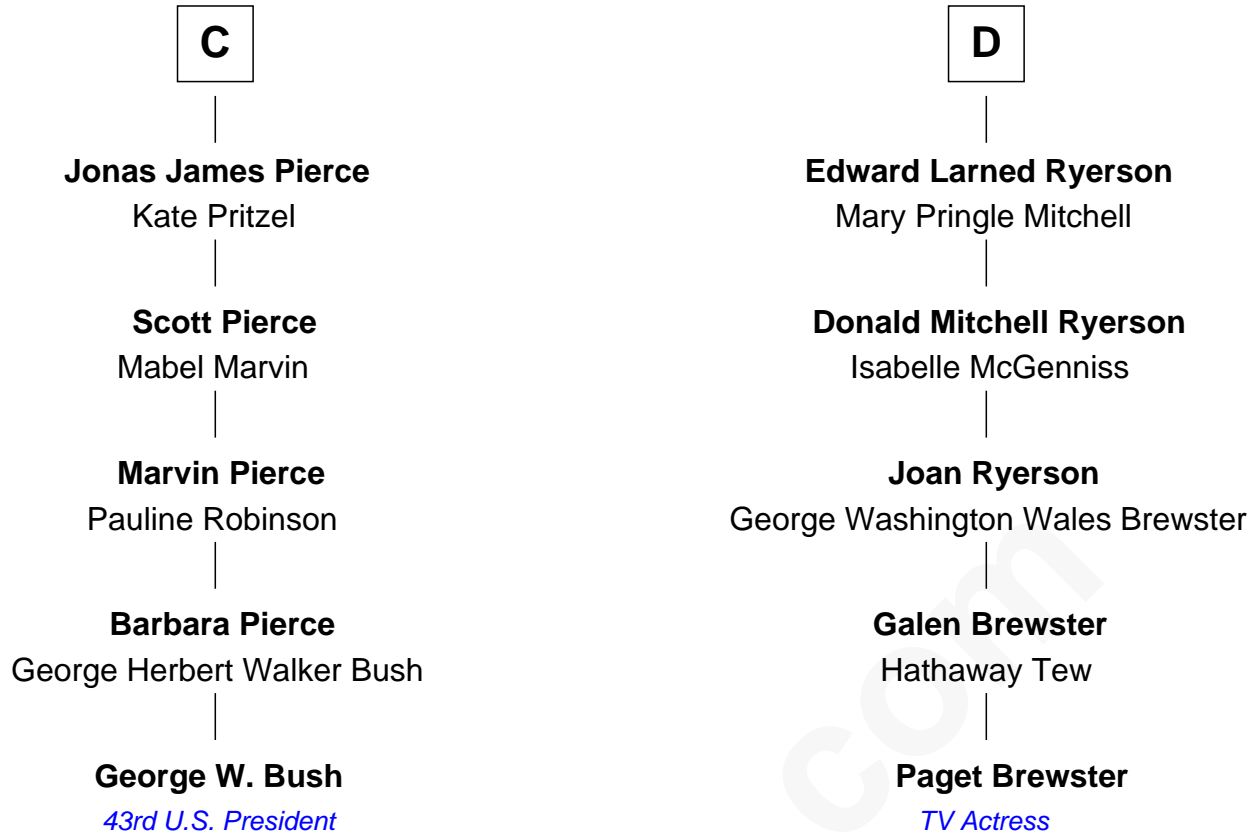 C
Jonas James Pierce
Kate Pritzel
Scott Pierce
Mabel Marvin
Marvin Pierce
Pauline Robinson
Barbara Pierce
George Herbert Walker Bush
George W. Bush
43rd U.S. President
D
Edward Larned Ryerson
Mary Pringle Mitchell
Donald Mitchell Ryerson
Isabelle McGenniss
Joan Ryerson
George Washington Wales Brewster
Galen Brewster
Hathaway Tew
Paget Brewster
TV Actress
com